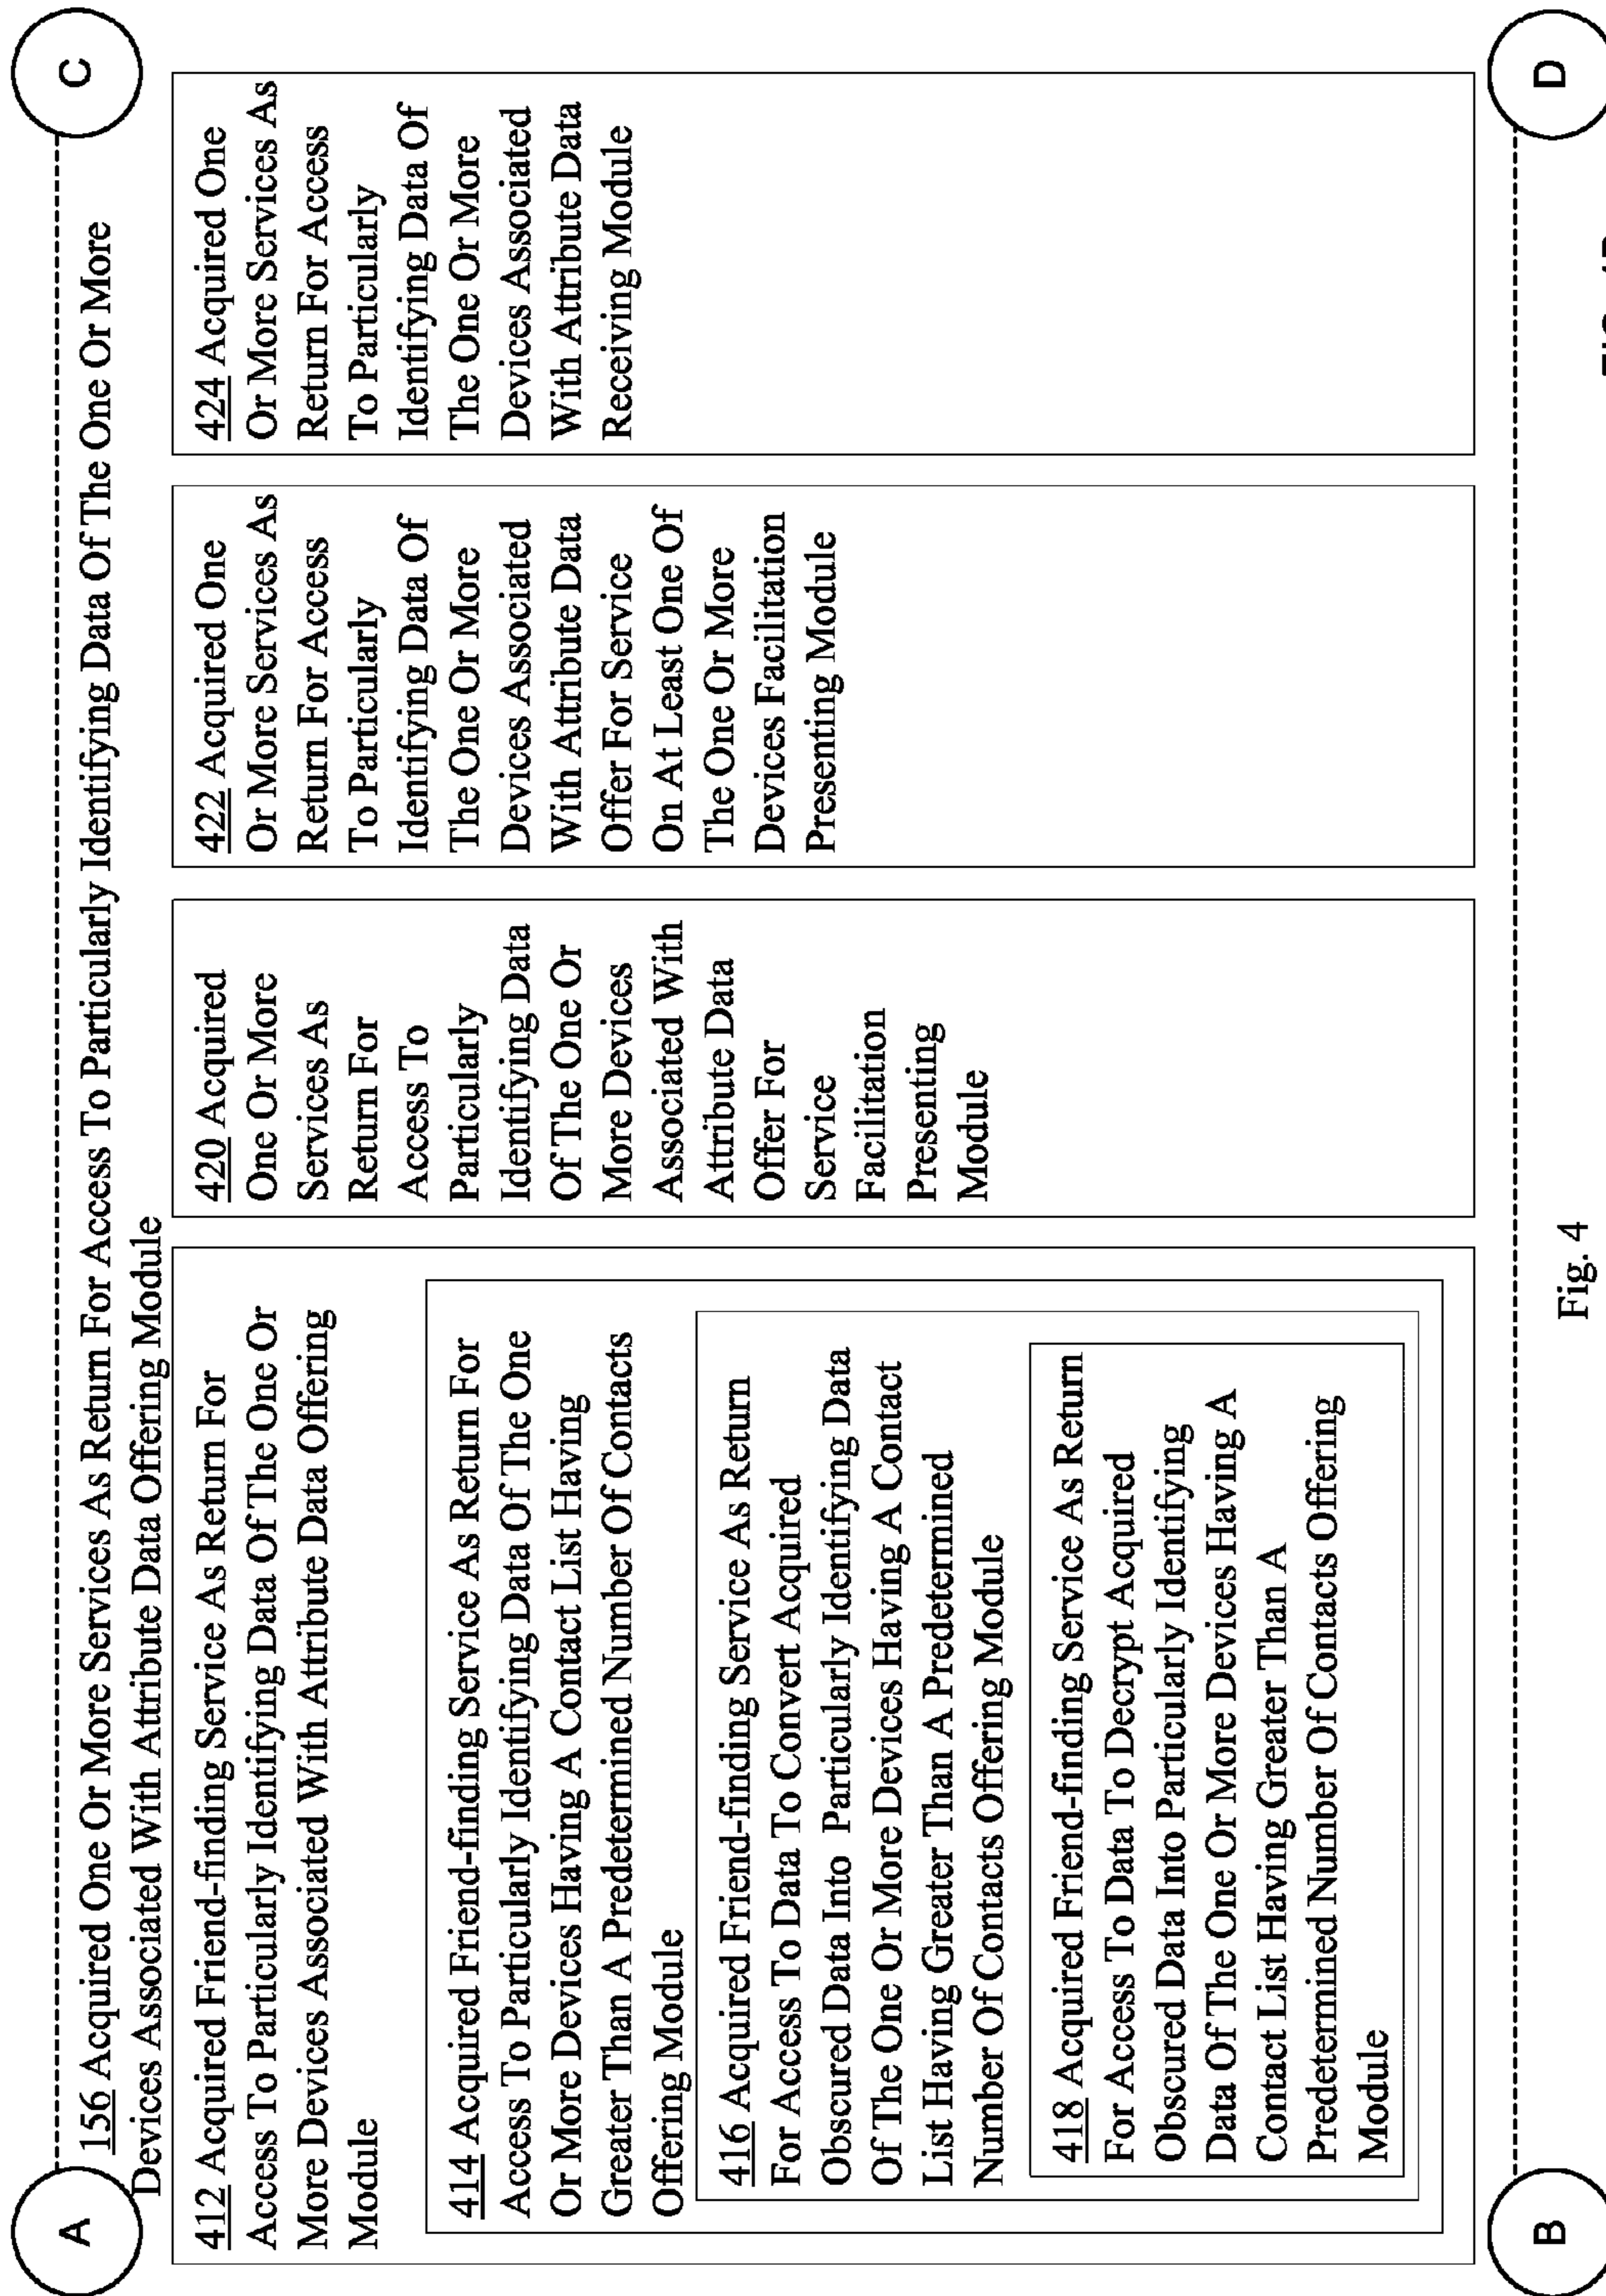 A
C
156 Acquired One Or More Services As Return For Access To Particularly Identifying Data Of The One Or More
Devices Associated With Attribute Data Offering Module
412 Acquired Friend-finding Service As Return For
Access To Particularly Identifying Data Of The One Or
More Devices Associated With Attribute Data Offering
Module
414 Acquired Friend-finding Service As Return For
Access To Particularly Identifying Data Of The One
Or More Devices Having A Contact List Having
Greater Than A Predetermined Number Of Contacts
Offering Module
416 Acquired Friend-finding Service As Return
For Access To Data To Convert Acquired
Obscured Data Into Particularly Identifying Data
Of The One Or More Devices Having A Contact
List Having Greater Than A Predetermined
Number Of Contacts Offering Module
418 Acquired Friend-finding Service As Return
For Access To Data To Decrypt Acquired
Obscured Data Into Particularly Identifying
Data Of The One Or More Devices Having A
Contact List Having Greater Than A
Predetermined Number Of Contacts Offering
Module
420 Acquired
One Or More
Services As
Return For
Access To
Particularly
Identifying Data
Of The One Or
More Devices
Associated With
Attribute Data
Offer For
Service
Facilitation
Presenting
Module
422 Acquired One
Or More Services As
Return For Access
To Particularly
Identifying Data Of
The One Or More
Devices Associated
With Attribute Data
Offer For Service
On At Least One Of
The One Or More
Devices Facilitation
Presenting Module
424 Acquired One
Or More Services As
Return For Access
To Particularly
Identifying Data Of
The One Or More
Devices Associated
With Attribute Data
Receiving Module
B
D
Fig. 4